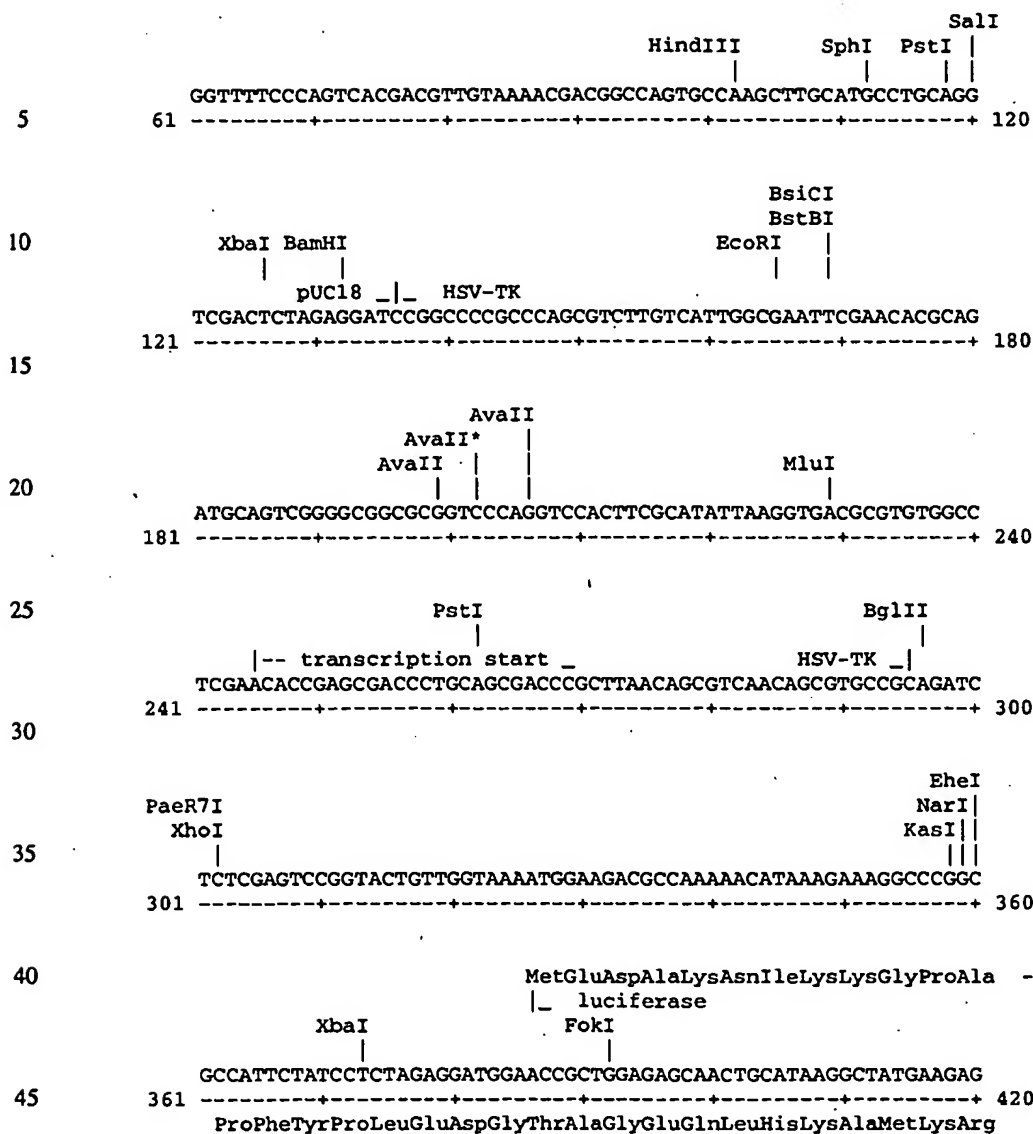 SalI
HindIII SphI PstI |
GGTTTTCCCAGTCACGACGTTGTAAAACGACGGCCAGTGCCAAGCTTGCATGCCTGCAGG
5 61 ---------+---------+---------+---------+---------+---------+ 120
BsiCI
BstBI
10 XbaI BamHI EcoRI |
pUC18 _|_ HSV-TK
TCGACTCTAGAGGATCCGGCCCCGCCCAGCGTCTTGTCATTGGCGAATTCGAACACGCAG
121 ---------+---------+---------+---------+---------+---------+ 180
15
AvaII
AvaII* |
20 AvaII MluI
ATGCAGTCGGGGCGGCGCGGTCCCAGGTCCACTTCGCATATTAAGGTGACGCGTGTGGCC
181 ---------+---------+---------+---------+---------+---------+ 240
25 PstI BglII
|-- transcription start _ HSV-TK _|
TCGAACACCGAGCGACCCTGCAGCGACCCGCTTAACAGCGTCAACAGCGTGCCGCAGATC
241 ---------+---------+---------+---------+---------+---------+ 300
30
EheI
PaeR7I NarI|
XhoI KasI||
35
TCTCGAGTCCGGTACTGTTGGTAAAATGGAAGACGCCAAAAACATAAAGAAAGGCCCGGC
301 ---------+---------+---------+---------+---------+---------+ 360
40 MetGluAspAlaLysAsnIleLysLysGlyProAla -
|_ luciferase
XbaI FokI
GCCATTCTATCCTCTAGAGGATGGAACCGCTGGAGAGCAACTGCATAAGGCTATGAAGAG
45 361 ---------+---------+---------+---------+---------+---------+ 420
ProPheTyrProLeuGluAspGlyThrAlaGlyGluGlnLeuHisLysAlaMetLysArg